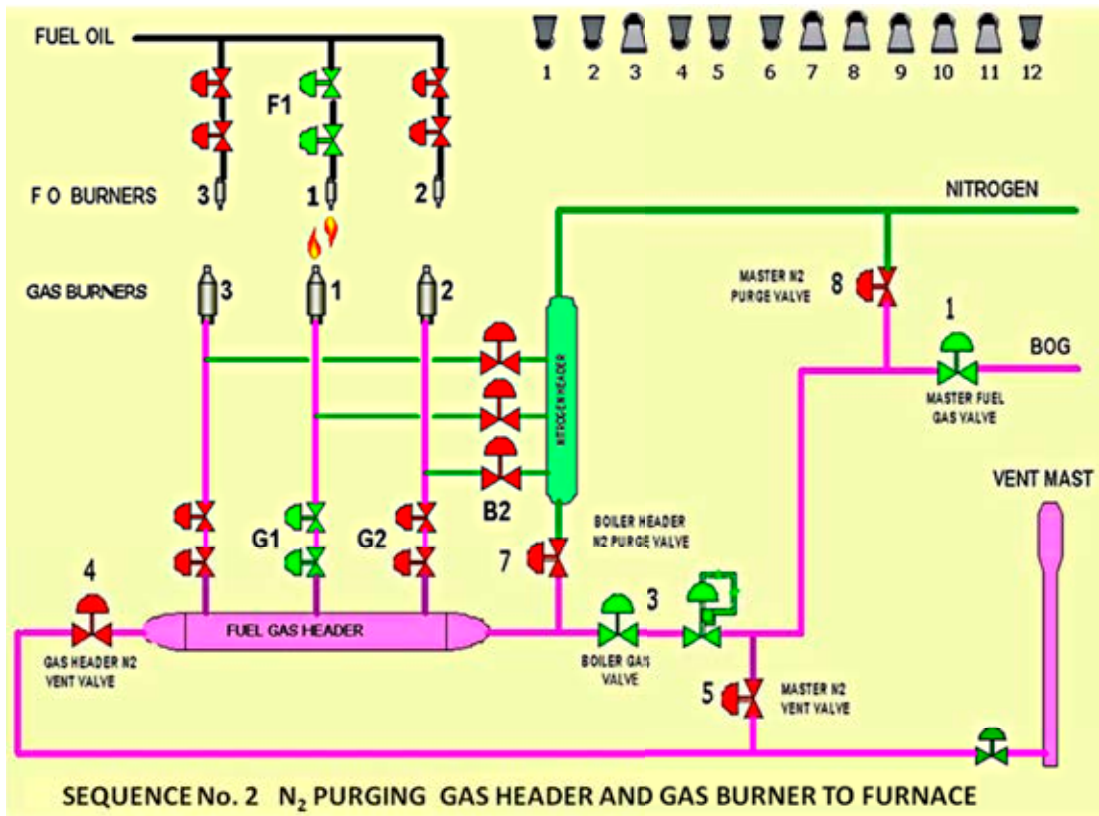 FUEL OIL
1 2 3 4 5 6 7 8 9 10 11 12
F1
F O BURNERS
3 1 2
NITROGEN
GAS BURNERS
3 1 2
MASTER N2
PURGE VALVE
8
1
BOG
MASTER FUEL
GAS VALVE
NITROGEN HEADER
VENT MAST
B2
G1
G2
BOILER HEADER
N2 PURGE VALVE
7
4
3
FUEL GAS HEADER
GAS HEADER N2
VENT VALVE
BOILER GAS
VALVE
5
MASTER N2
VENT VALVE
SEQUENCE No. 2 N₂ PURGING GAS HEADER AND GAS BURNER TO FURNACE